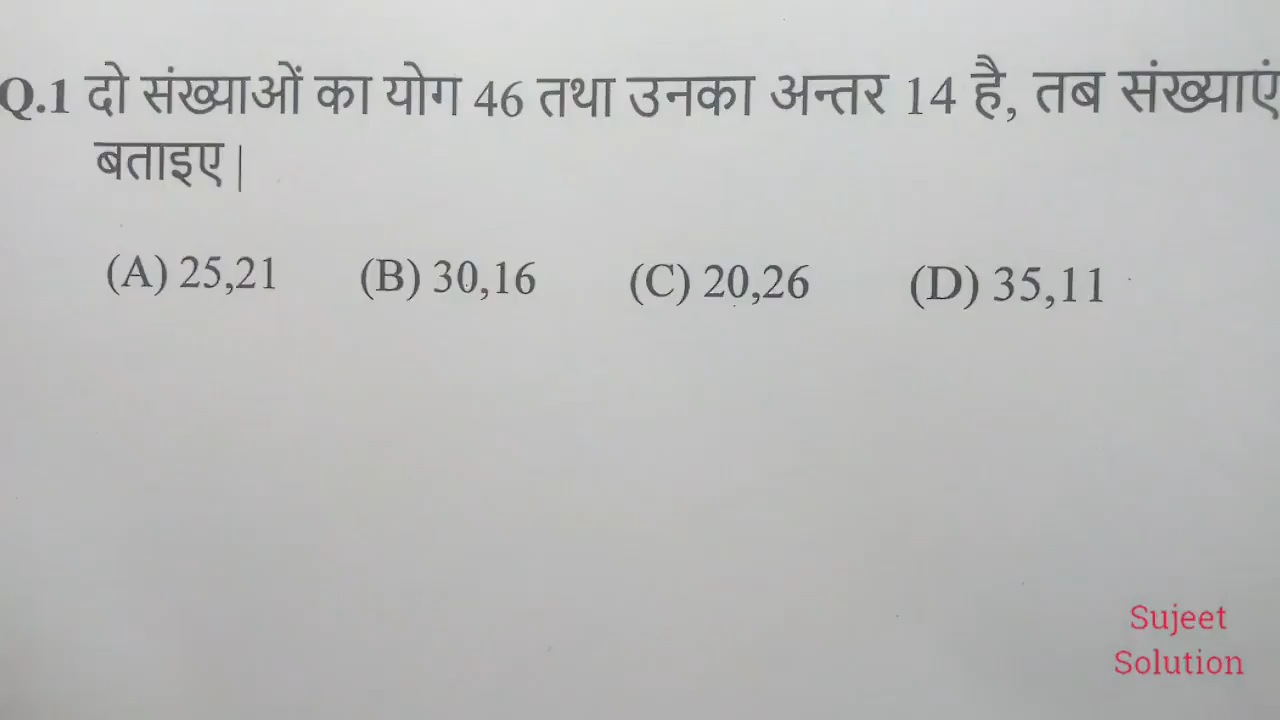 Q.1 दो संख्याओं का योग 46 तथा उनका अन्तर 14 है, तब संख्याएं
बताइए|
(A) 25,21 (B) 30,16 (C) 20,26 (D) 35,11
Sujeet
Solution